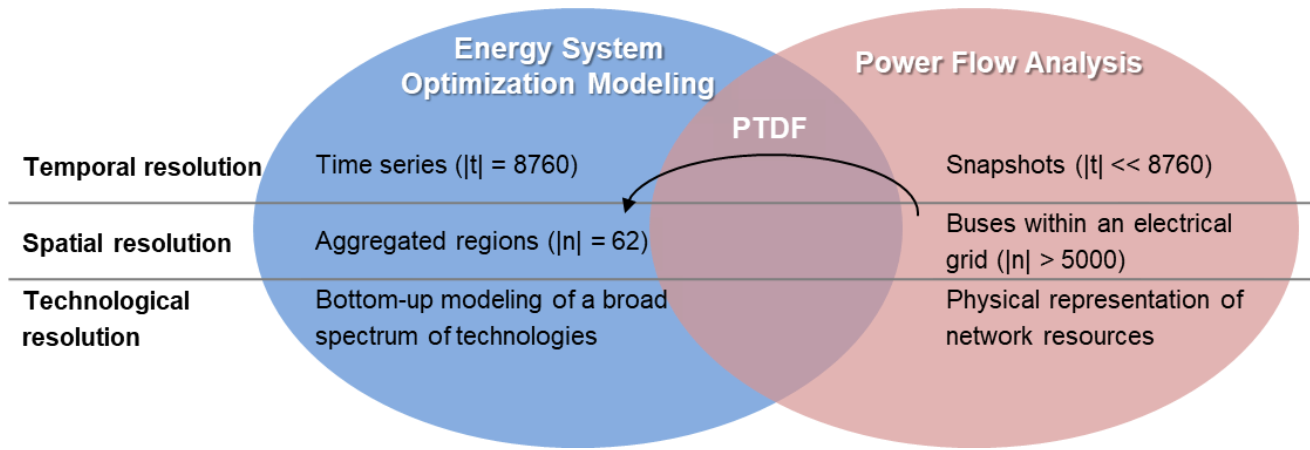 Energy System
Optimization Modeling
Power Flow Analysis
PTDF
Temporal resolution
Time series (|t| = 8760)
Snapshots (|t| << 8760)
Spatial resolution
Aggregated regions (|n| = 62)
Buses within an electrical
grid (|n| > 5000)
Technological
resolution
Bottom-up modeling of a broad
spectrum of technologies
Physical representation of
network resources